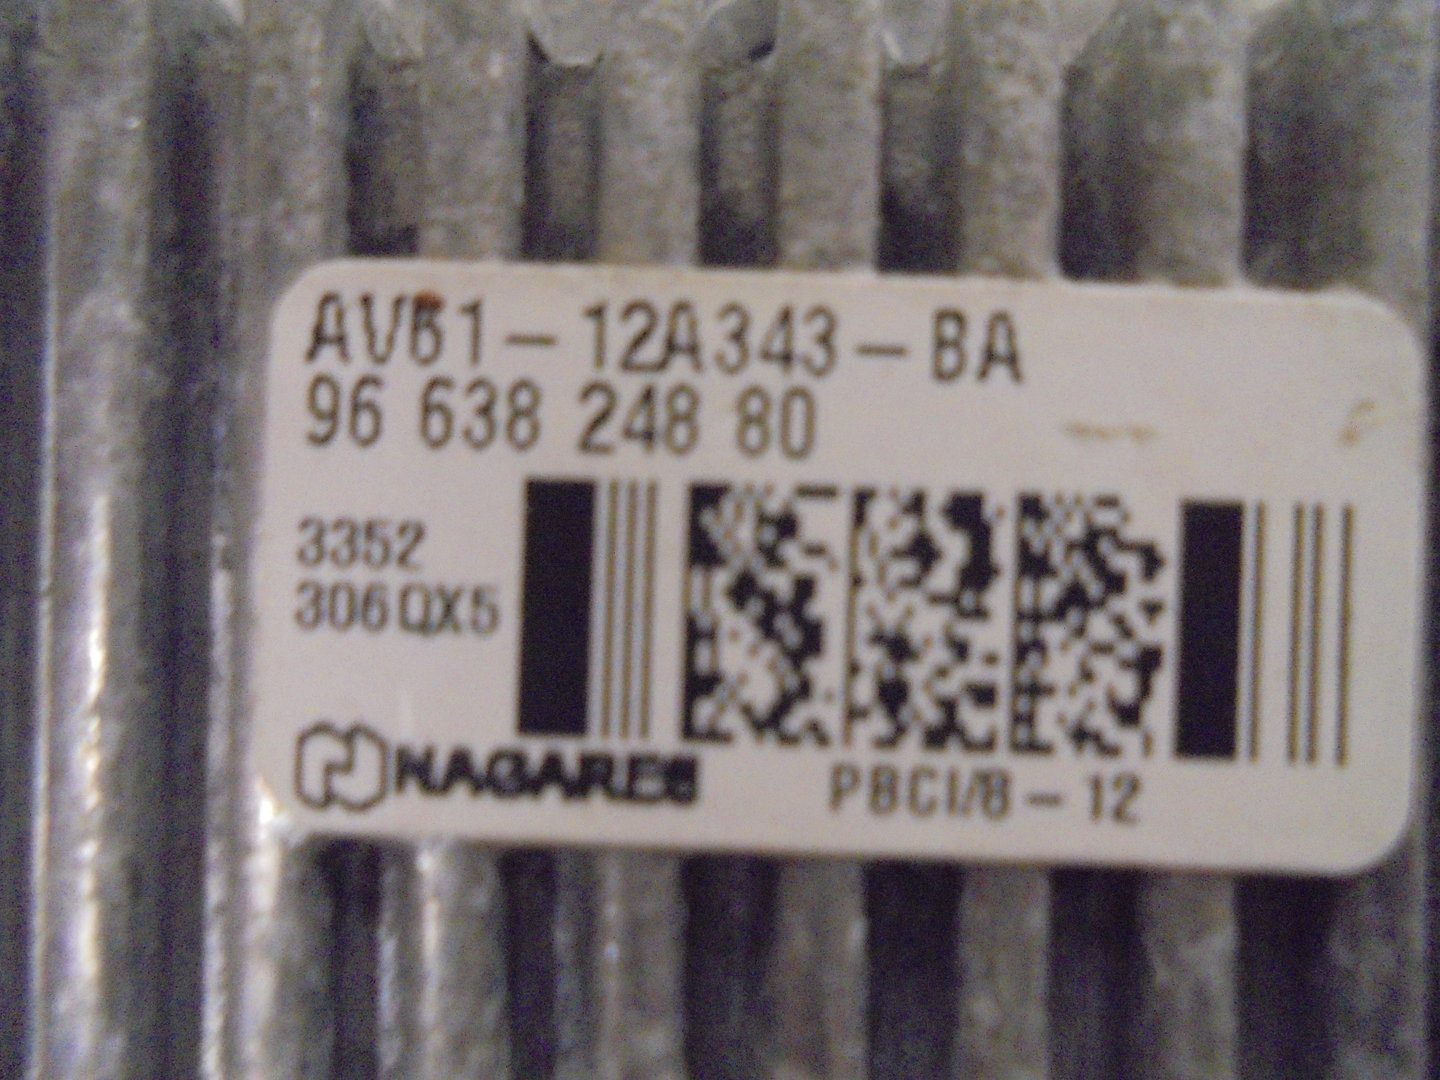 AV61-12A343-BA
96 638 248 80
3352
306QX5
NAGARES
PBCI/8-12